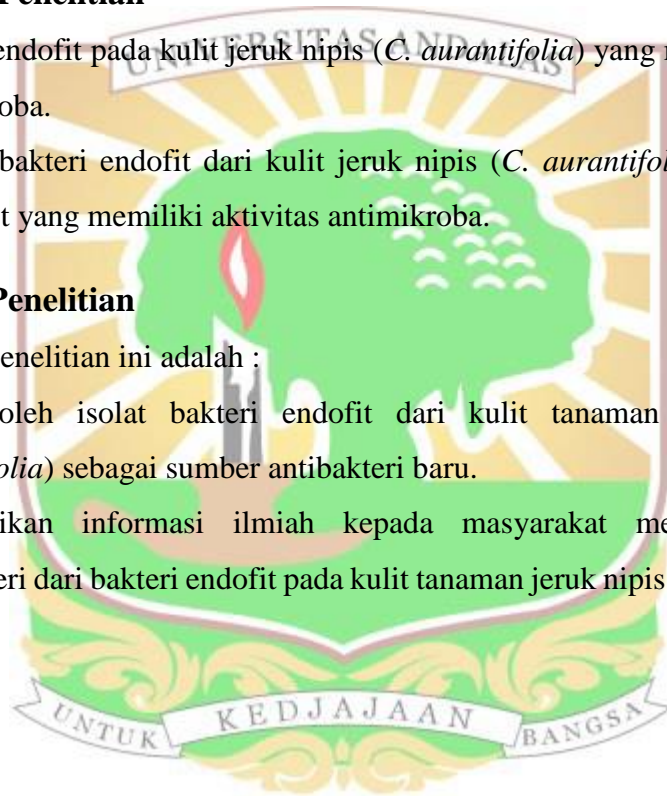 Penelitian
endofit pada kulit jeruk nipis (C. aurantifolia) yang
UNIVERSITAS ANDALAS
oba.
bakteri endofit dari kulit jeruk nipis (C. aurantifol
t yang memiliki aktivitas antimikroba.
Penelitian
enelitian ini adalah :
oleh isolat bakteri endofit dari kulit tanaman
olia) sebagai sumber antibakteri baru.
ikan informasi ilmiah kepada masyarakat me
eri dari bakteri endofit pada kulit tanaman jeruk nipis
UNTUK KEDJAJAAN BANGSA